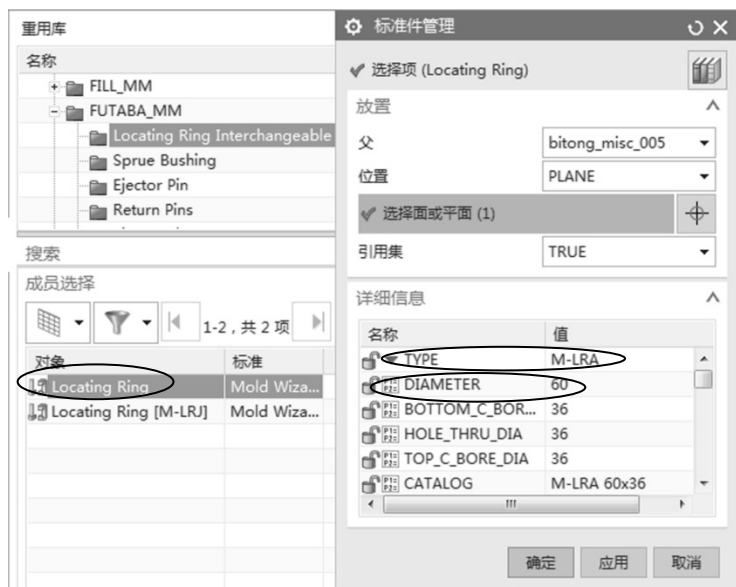 重用库
名称
FILL_MM
FUTABA_MM
Locating Ring Interchangeable
Sprue Bushing
Ejector Pin
Return Pins
搜索
成员选择
1-2 , 共 2 项
对象 标准
Locating Ring Mold Wiza...
Locating Ring [M-LRJ] Mold Wiza...
标准件管理
选择项 (Locating Ring)
放置
父 bitong_misc_005
位置 PLANE
选择面或平面 (1)
引用集 TRUE
详细信息
名称 值
TYPE M-LRA
DIAMETER 60
BOTTOM_C_BOR... 36
HOLE_THRU_DIA 36
TOP_C_BORE_DIA 36
CATALOG M-LRA 60x36
确定 应用 取消